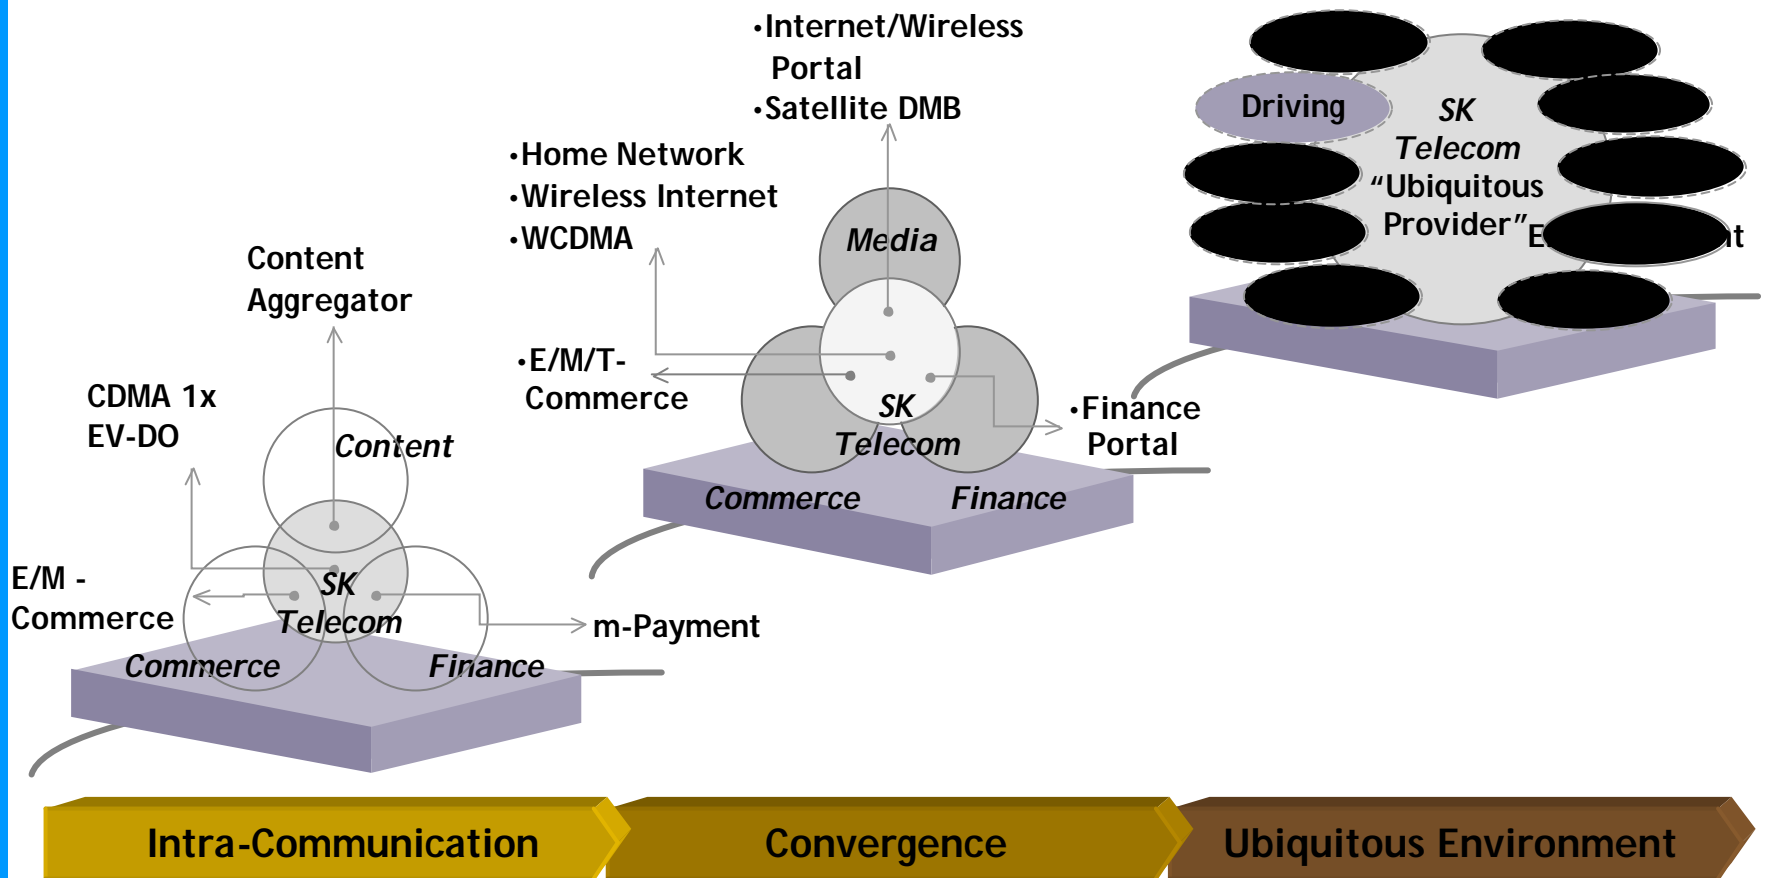 •Internet/Wireless
Portal
•Satellite DMB
•Home Network
•Wireless Internet
•WCDMA
•E/M/T-
Commerce
Media
SK
Telecom
Commerce
Finance
•Finance
Portal
Content
Aggregator
CDMA 1x
EV-DO
Content
E/M -
Commerce
SK
Telecom
Commerce
Finance
m-Payment
Driving
SK
Telecom
“Ubiquitous
Provider”
Intra-Communication
Convergence
Ubiquitous Environment